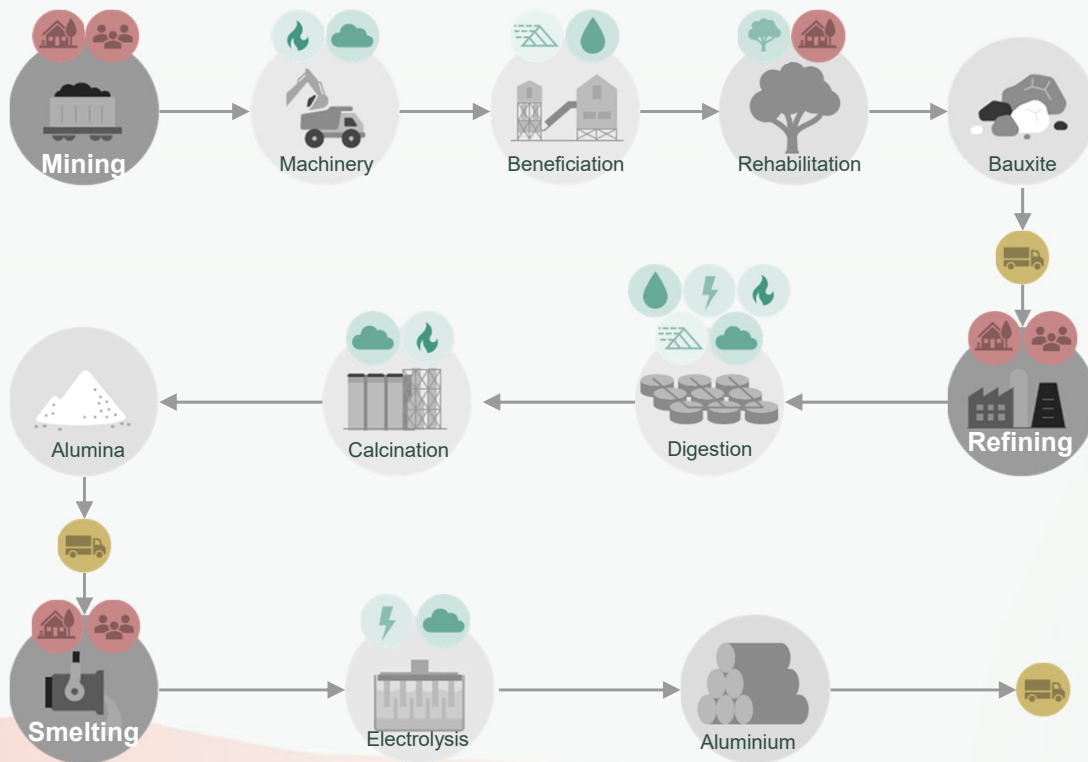 Mining
Machinery
Beneficiation
Rehabilitation
Bauxite
Alumina
Calcination
Digestion
Refining
Smelting
Electrolysis
Aluminium